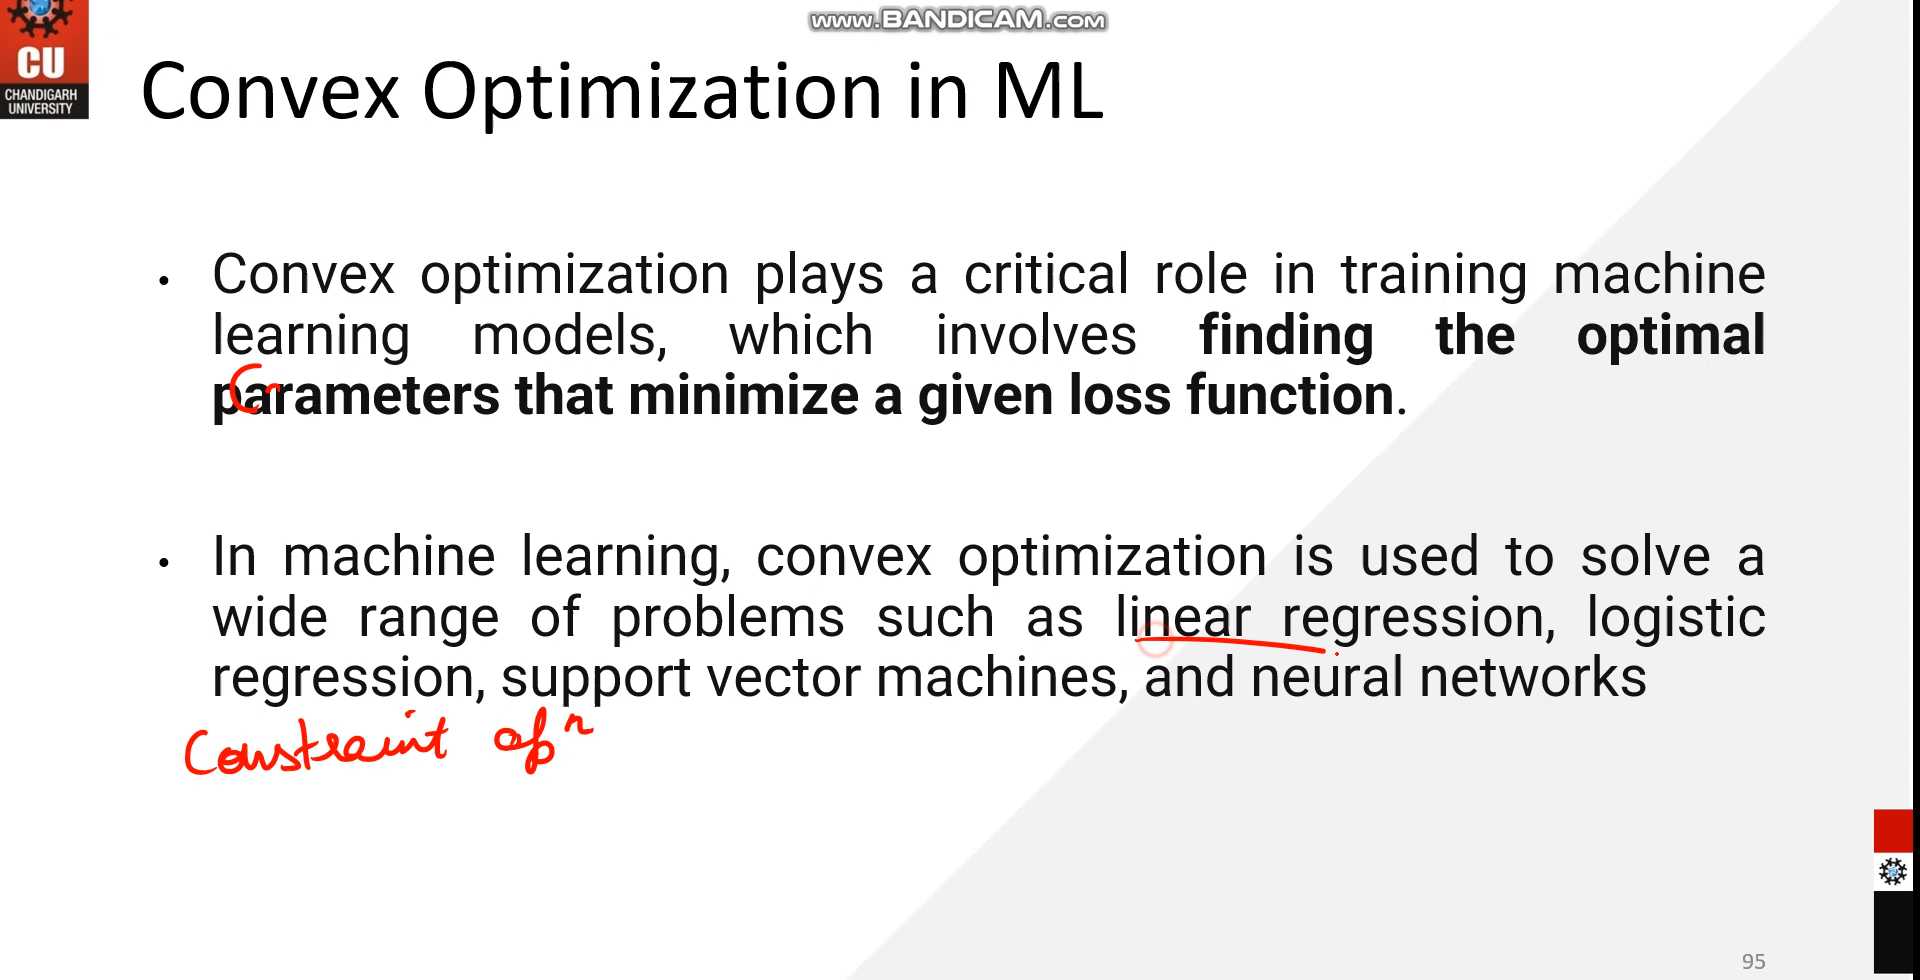 www.BANDICAM.com
CU
CHANDIGARH
UNIVERSITY
Convex Optimization in ML
• Convex optimization plays a critical role in training machine
learning models, which involves finding the optimal
parameters that minimize a given loss function.
• In machine learning, convex optimization is used to solve a
wide range of problems such as linear regression, logistic
regression, support vector machines, and neural networks
Constraint opn
95